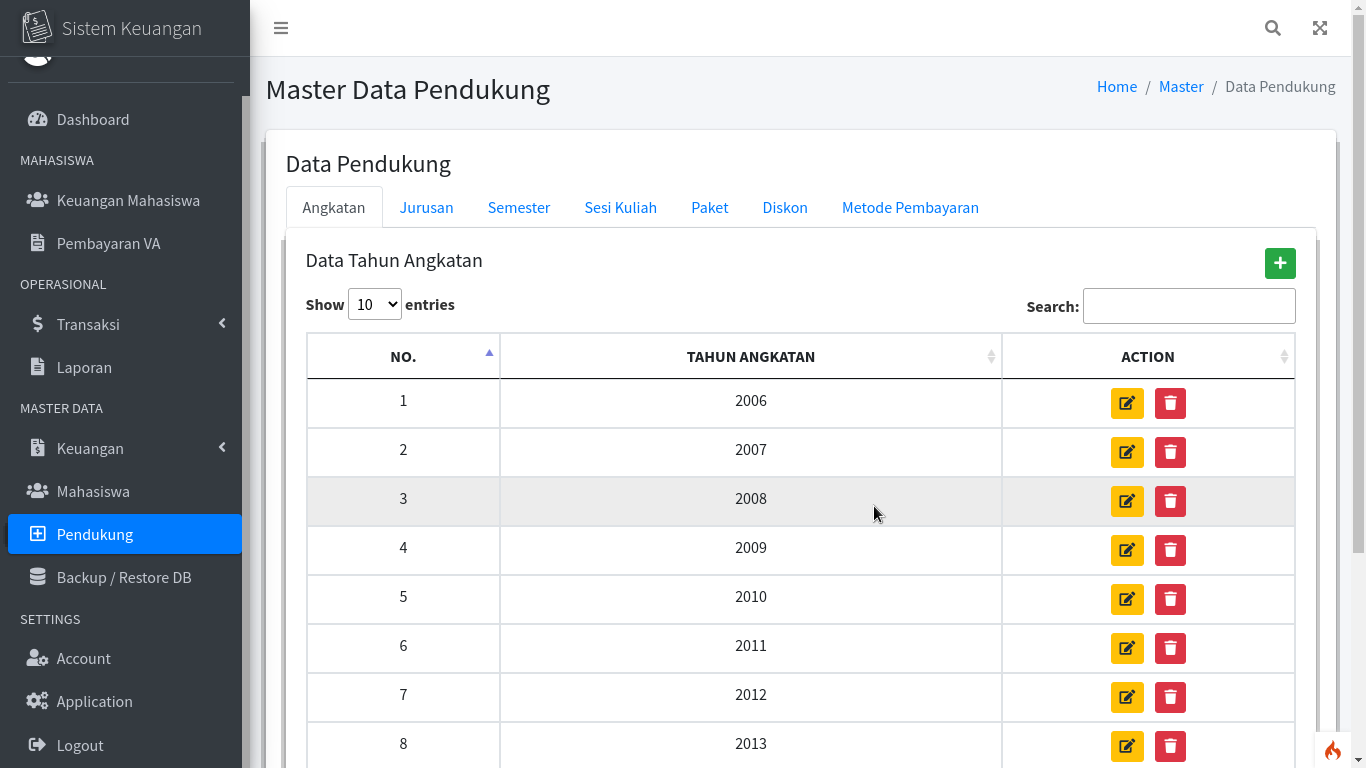 Sistem Keuangan
Dashboard
MAHASISWA
Keuangan Mahasiswa
Pembayaran VA
OPERASIONAL
Transaksi
Laporan
MASTER DATA
Keuangan
Mahasiswa
Pendukung
Backup / Restore DB
SETTINGS
Account
Application
Logout
Master Data Pendukung
Home / Master / Data Pendukung
Data Pendukung
Angkatan Jurusan Semester Sesi Kuliah Paket Diskon Metode Pembayaran
Data Tahun Angkatan
Show 10 entries Search:
NO. TAHUN ANGKATAN ACTION
1 2006
2 2007
3 2008
4 2009
5 2010
6 2011
7 2012
8 2013